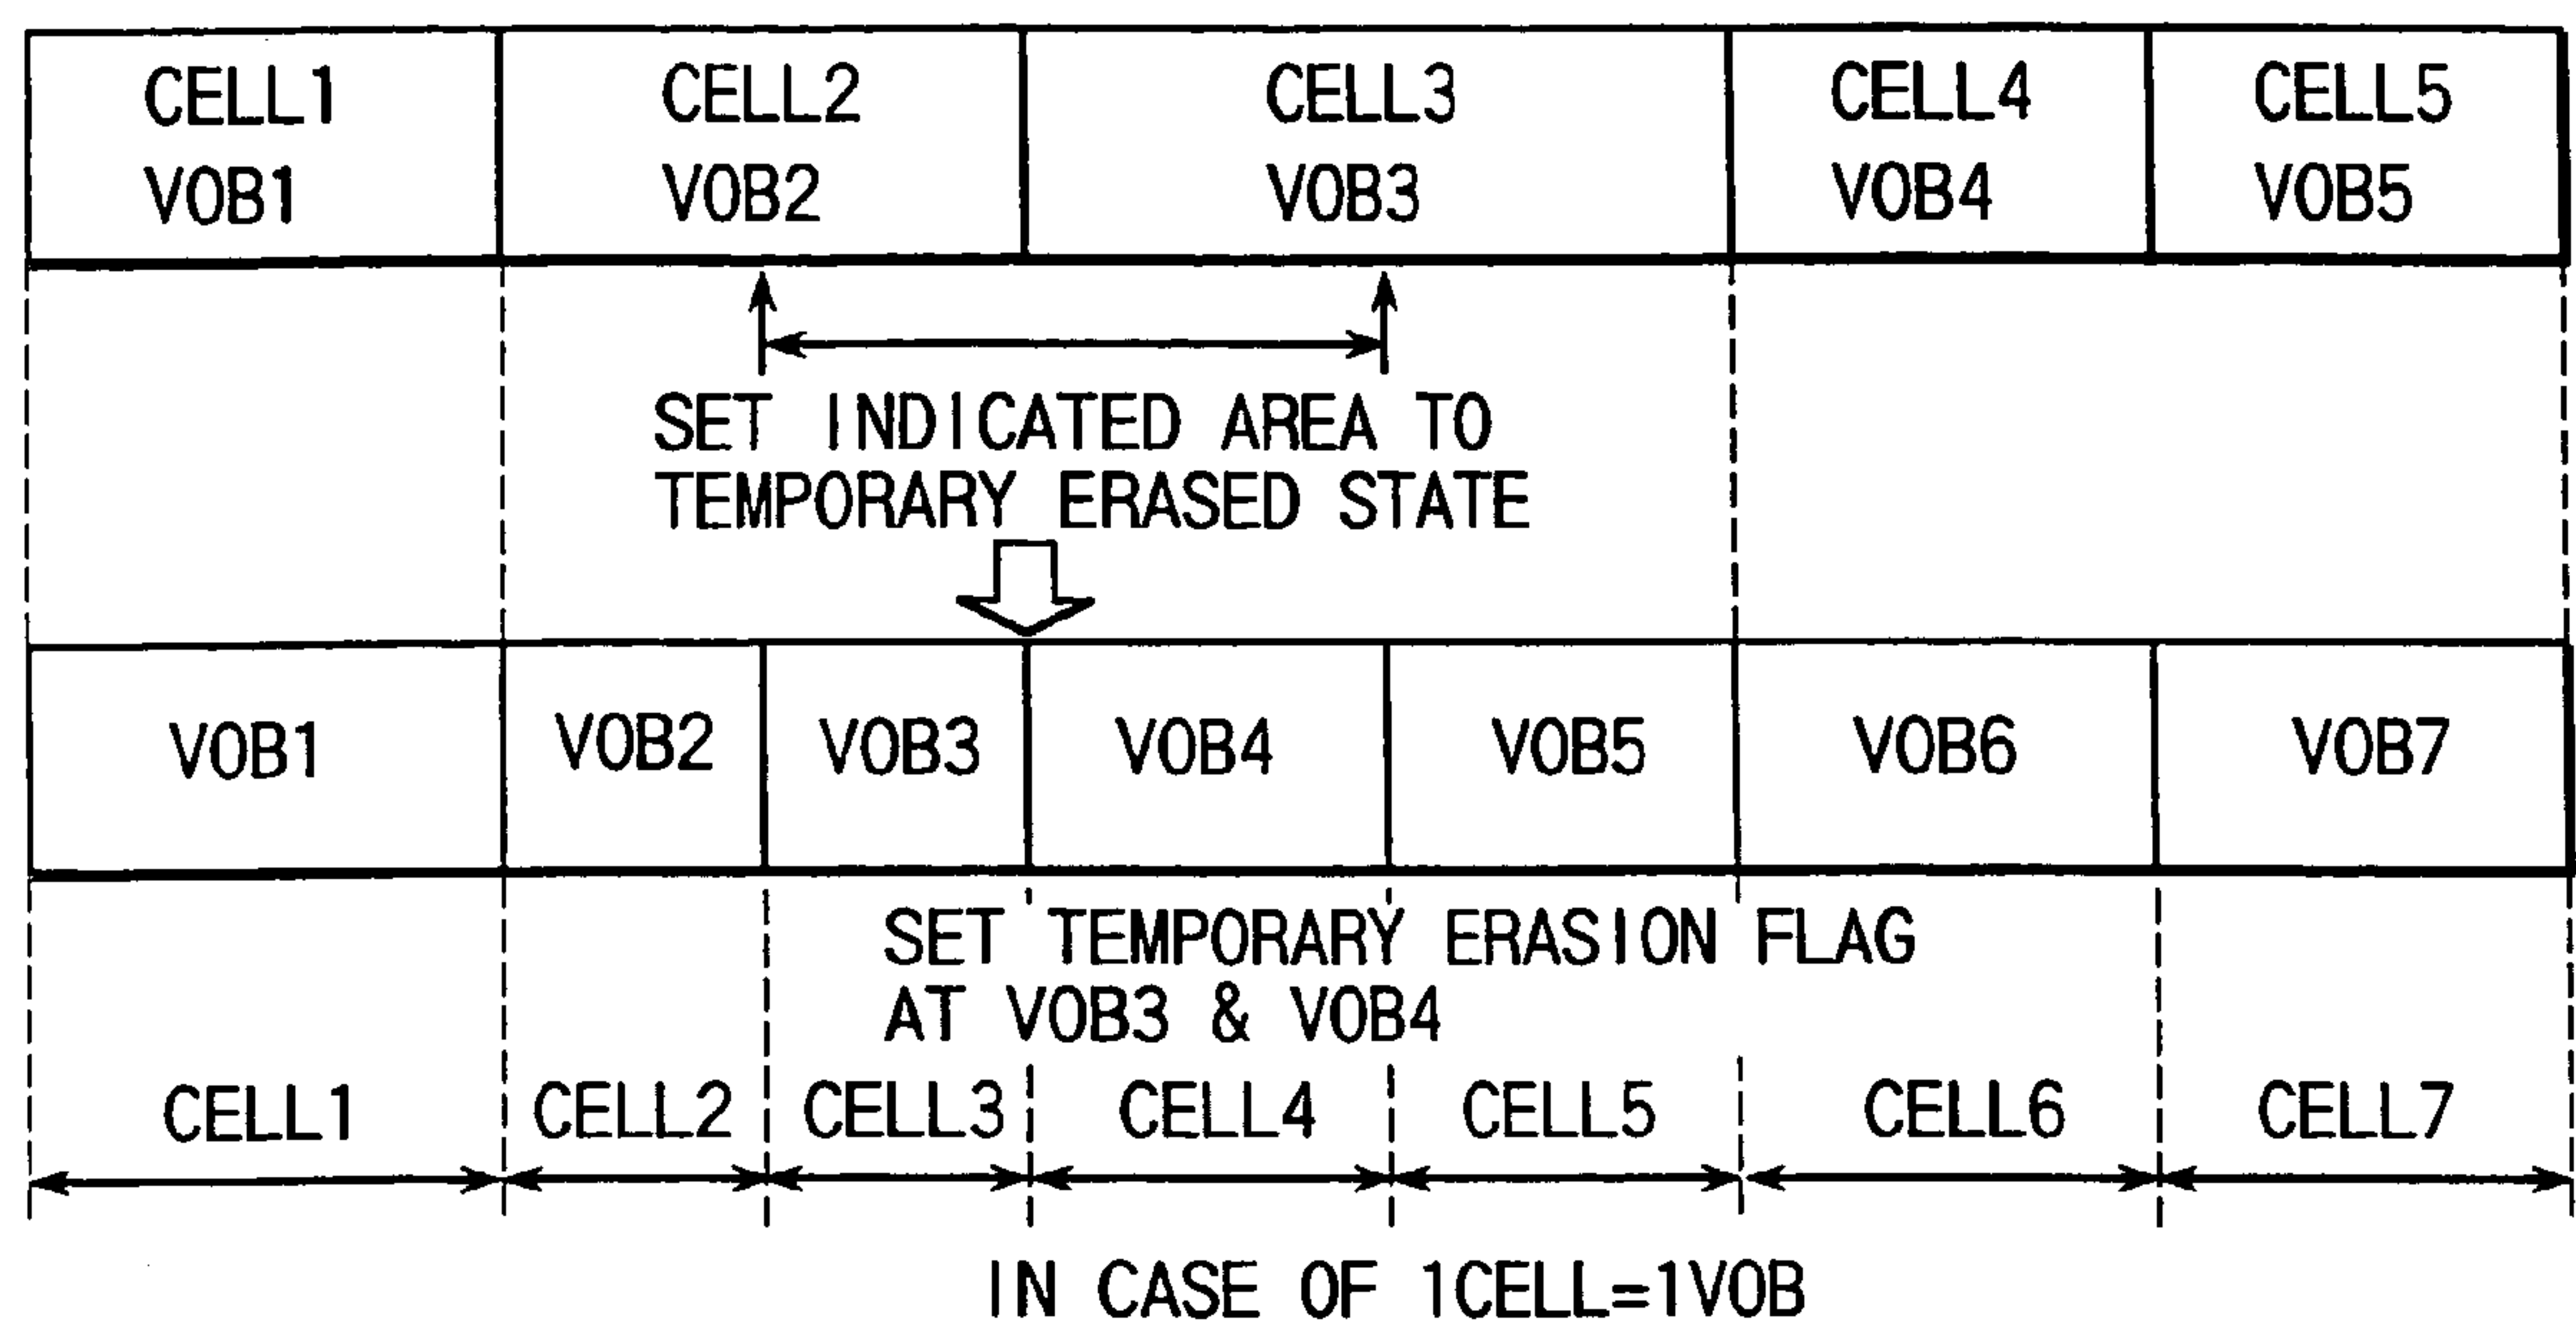 CELL1 CELL2 CELL3 CELL4 CELL5
VOB1 VOB2 VOB3 VOB4 VOB5
SET INDICATED AREA TO
TEMPORARY ERASED STATE
VOB1 VOB2 VOB3 VOB4 VOB5 VOB6 VOB7
SET TEMPORARY ERASION FLAG
AT VOB3 & VOB4
CELL1 CELL2 CELL3 CELL4 CELL5 CELL6 CELL7
IN CASE OF 1CELL=1VOB